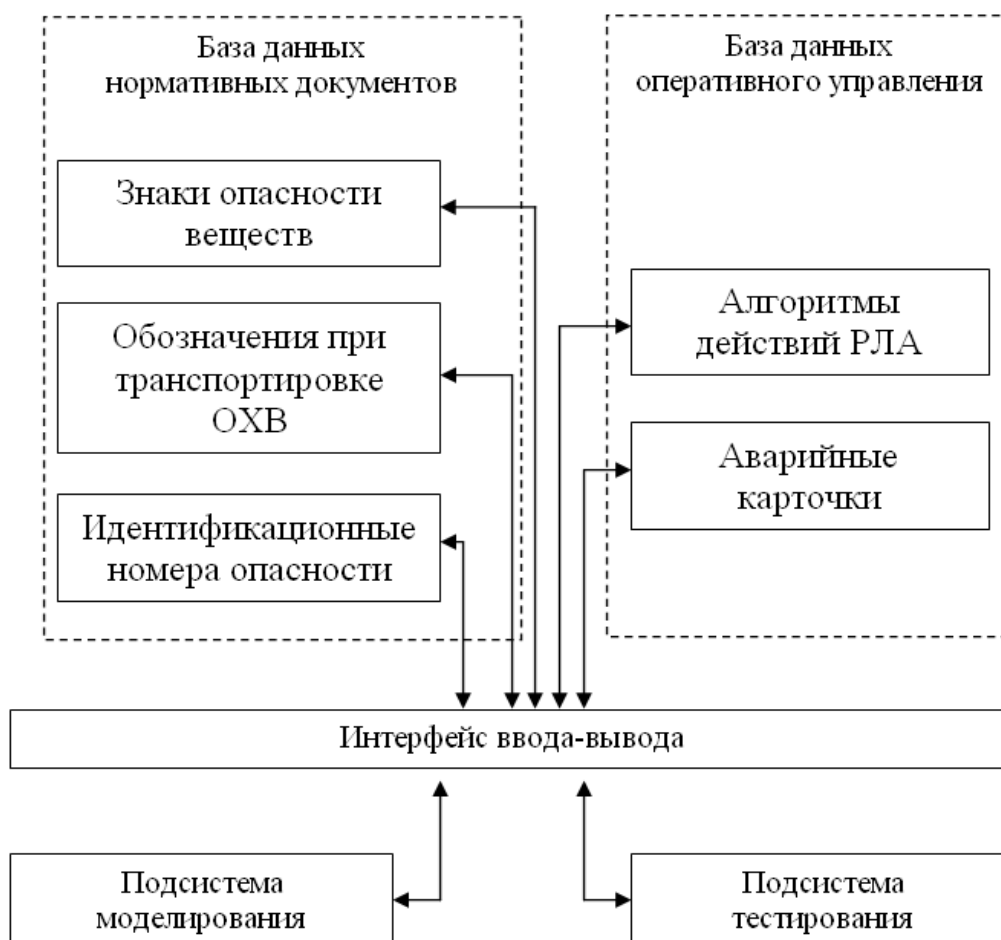 База данных
нормативных документов
Знаки опасности
веществ
Обозначения при
транспортировке
ОХВ
Идентификационные
номера опасности
База данных
оперативного управления
Алгоритмы
действий РЛА
Аварийные
карточки
Интерфейс ввода-вывода
Подсистема
моделирования
Подсистема
тестирования